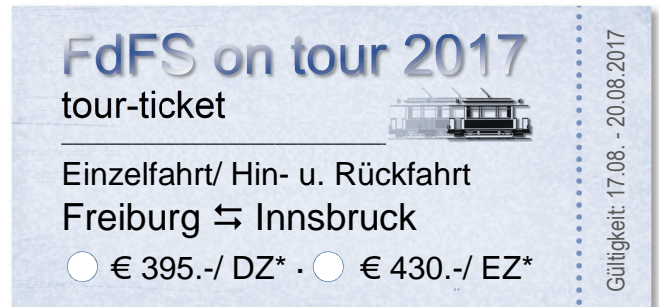 FdFS on tour 2017
tour-ticket
Einzelfahrt/ Hin- u. Rückfahrt
Freiburg ⇆ Innsbruck
€ 395.-/ DZ* · € 430.-/ EZ*
Gültigkeit: 17.08. - 20.08.2017